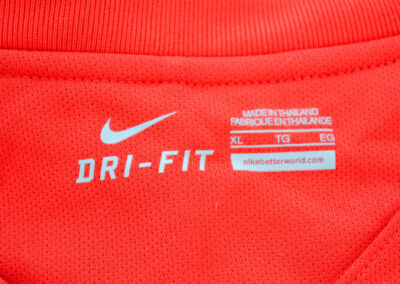 MADE IN THAILAND
FABRIQUE EN THAILANDE
XL TG EG
nikebetterworld.com
DRI-FIT